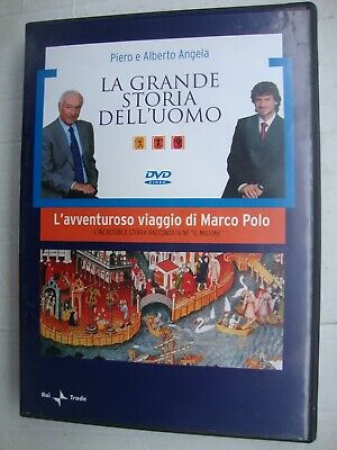 Piero e Alberto Angela
LA GRANDE
STORIA
DELL'UOMO
DVD
VIDEO
L'avventuroso viaggio di Marco Polo
L'INCREDIBILE STORIA RACCONTATA NE "IL MILIONE"
Rai Trade